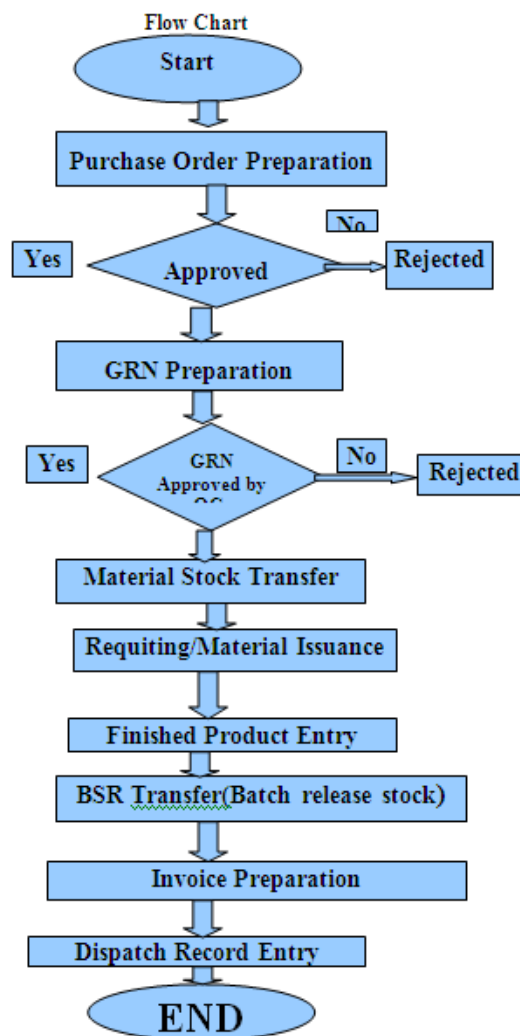 Flow Chart
Start
Purchase Order Preparation
No
Yes
Approved
Rejected
GRN Preparation
Yes
GRN
Approved by
No
Rejected
Material Stock Transfer
Requiting/Material Issuance
Finished Product Entry
BSR Transfer(Batch release stock)
Invoice Preparation
Dispatch Record Entry
END